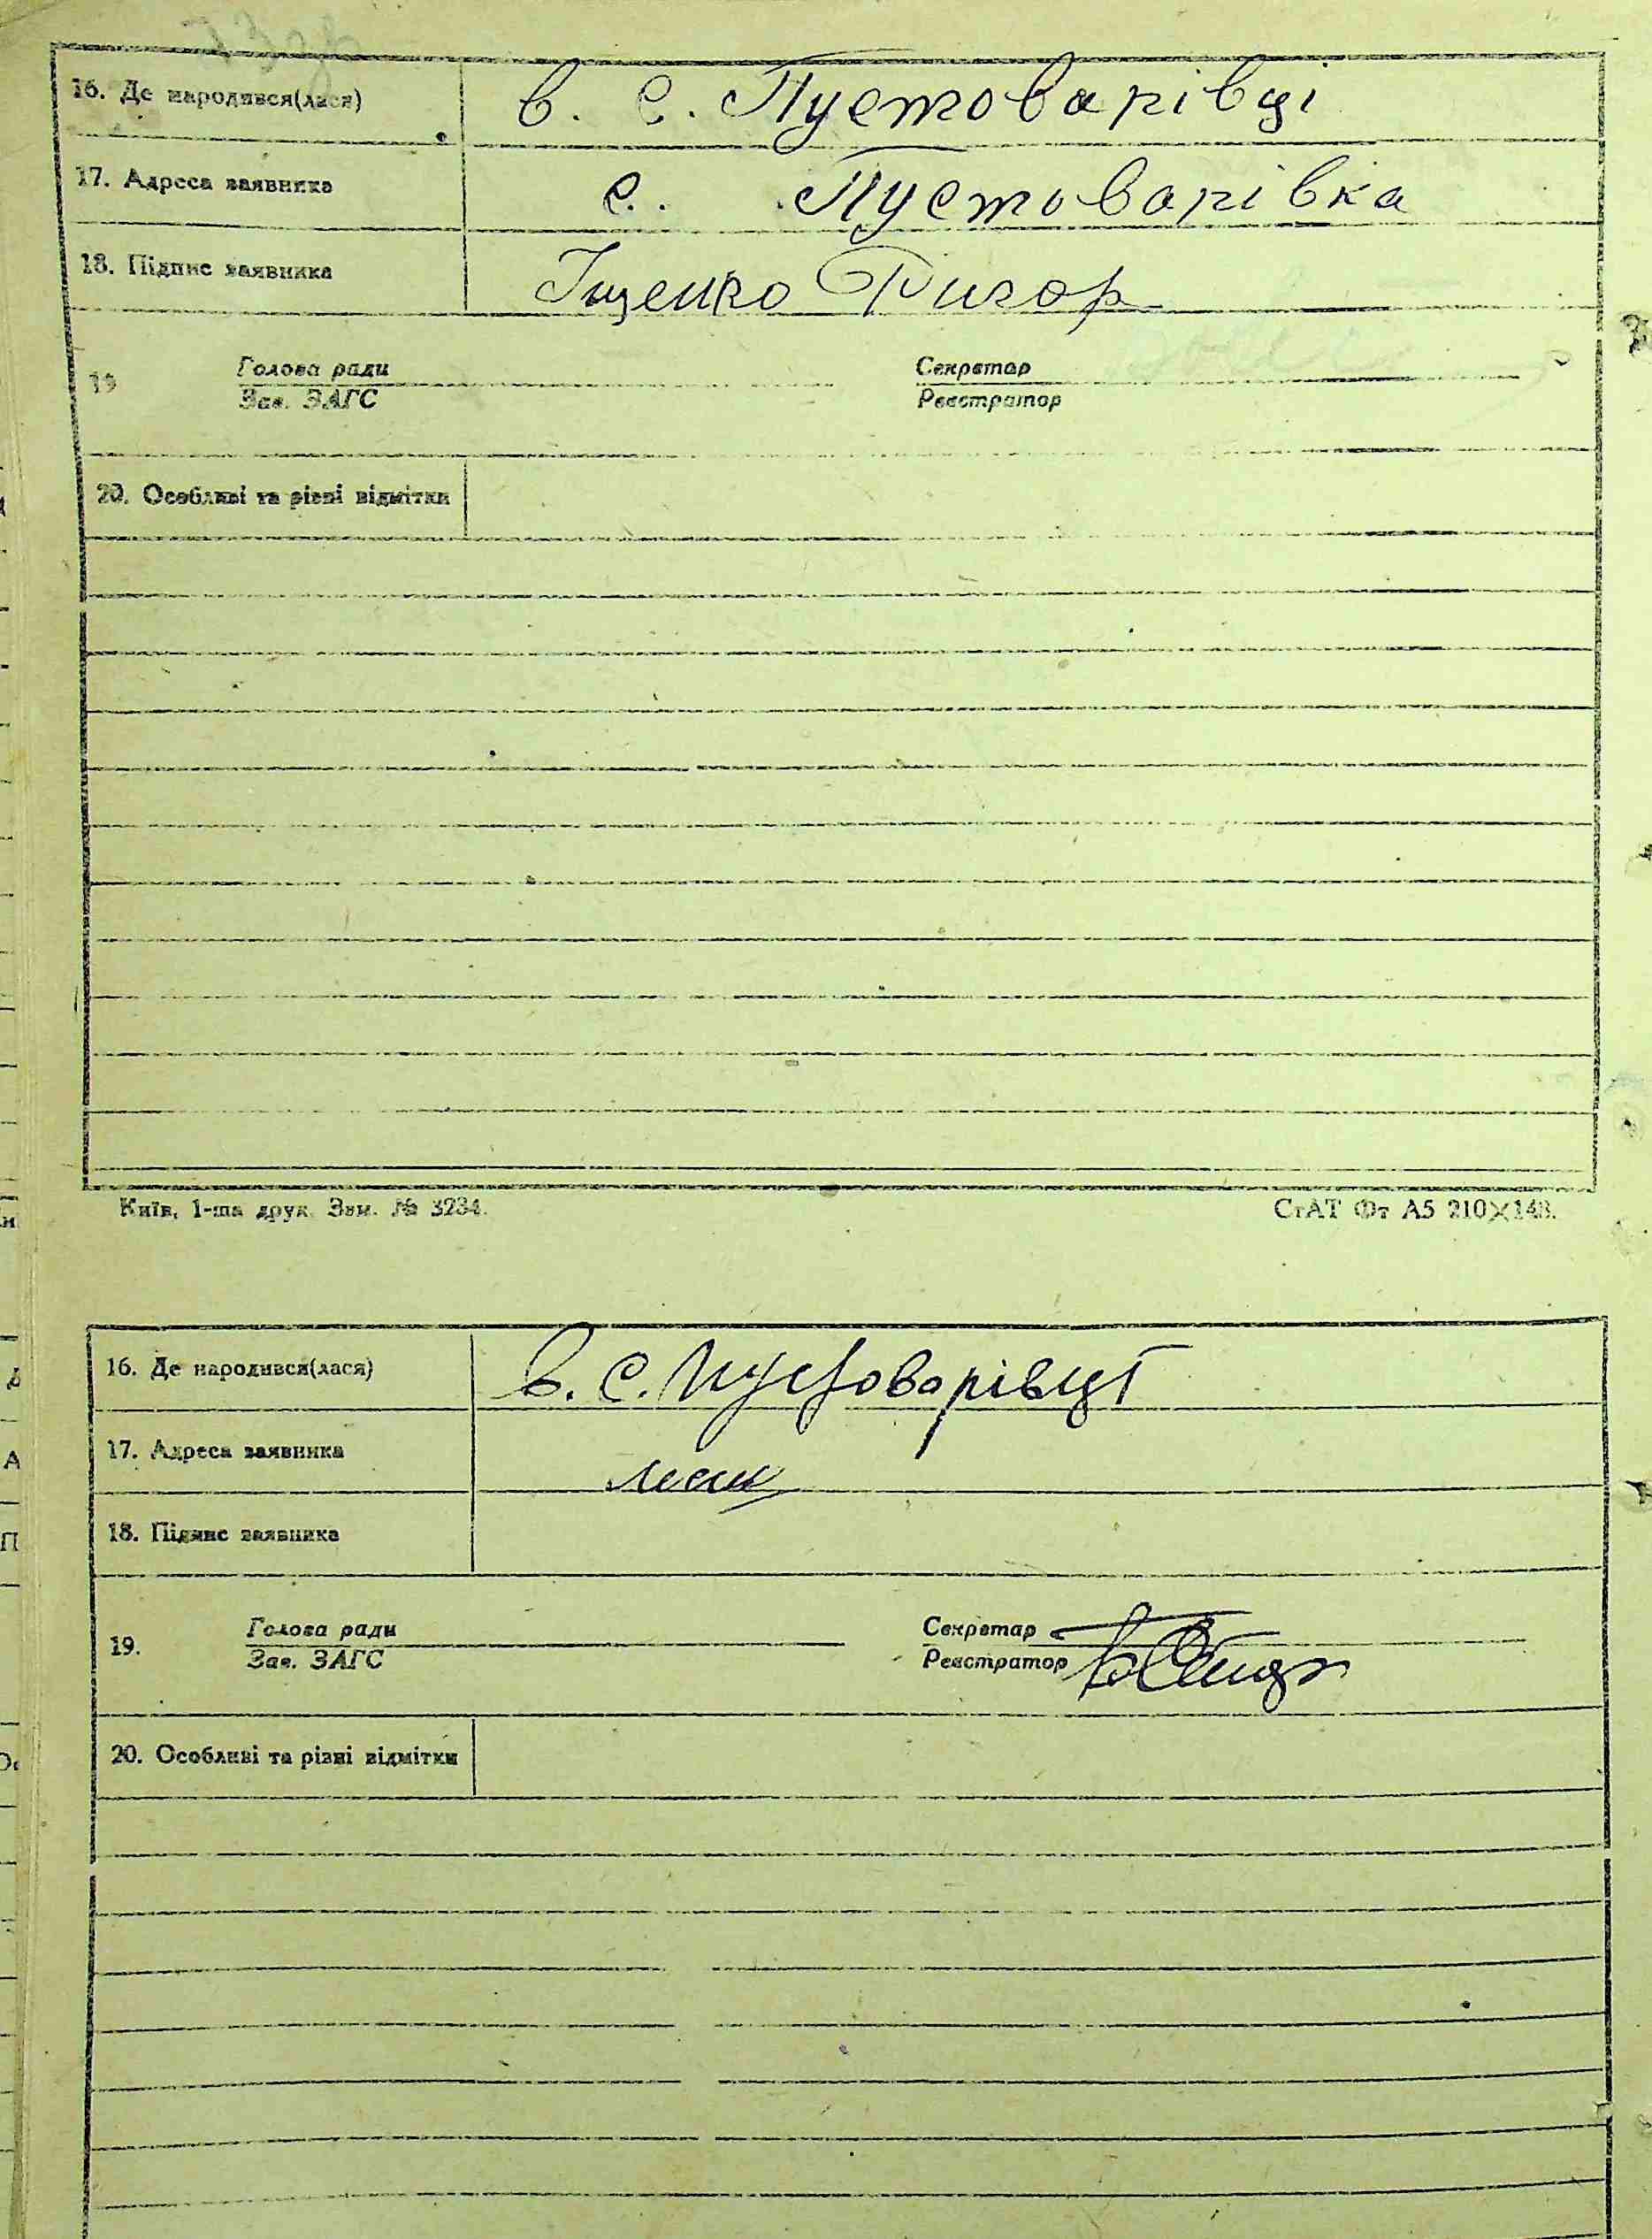 16. Де народився(лася) в. с. Пустоварівці
17. Адреса заявника с. Пустоварівка
18. Підпис заявника Іщенко Григор
19 Голова ради Секретар
Зав. ЗАГС Реєстратор
20. Особливі та різні відмітки
Київ, 1-ша друк. Зам. № 3234. СтАТ Фт А5 210×148.
16. Де народився(лася) в. с. Пустоварівці
17. Адреса заявника
18. Підпис заявника
19. Голова ради Секретар
Зав. ЗАГС Реєстратор
20. Особливі та різні відмітки